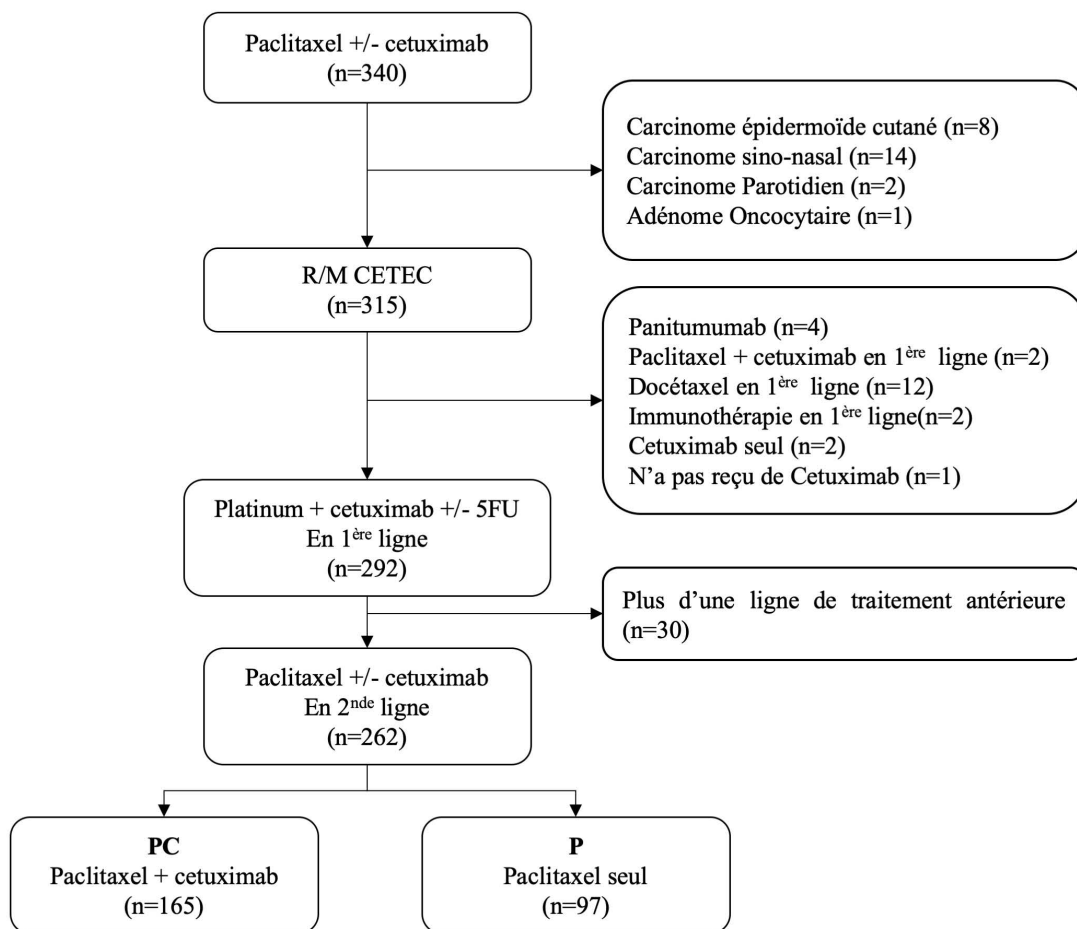 Paclitaxel +/- cetuximab
(n=340)
Carcinome épidermoïde cutané (n=8)
Carcinome sino-nasal (n=14)
Carcinome Parotidien (n=2)
Adénome Oncocytaire (n=1)
R/M CETEC
(n=315)
Panitumumab (n=4)
Paclitaxel + cetuximab en 1ère ligne (n=2)
Docétaxel en 1ère ligne (n=12)
Immunothérapie en 1ère ligne(n=2)
Cetuximab seul (n=2)
N'a pas reçu de Cetuximab (n=1)
Platinum + cetuximab +/- 5FU
En 1ère ligne
(n=292)
Plus d'une ligne de traitement antérieure
(n=30)
Paclitaxel +/- cetuximab
En 2nde ligne
(n=262)
PC
Paclitaxel + cetuximab
(n=165)
P
Paclitaxel seul
(n=97)